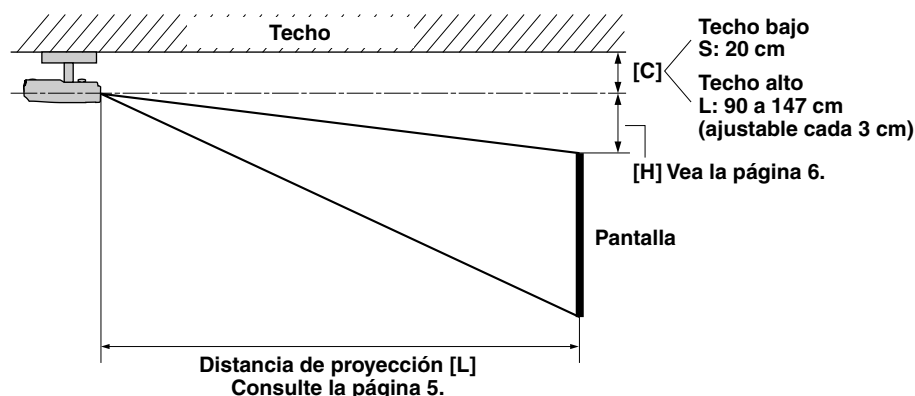 Techo
[C]
Techo bajo
S: 20 cm
Techo alto
L: 90 a 147 cm
(ajustable cada 3 cm)
[H] Vea la página 6.
Pantalla
Distancia de proyección [L]
Consulte la página 5.